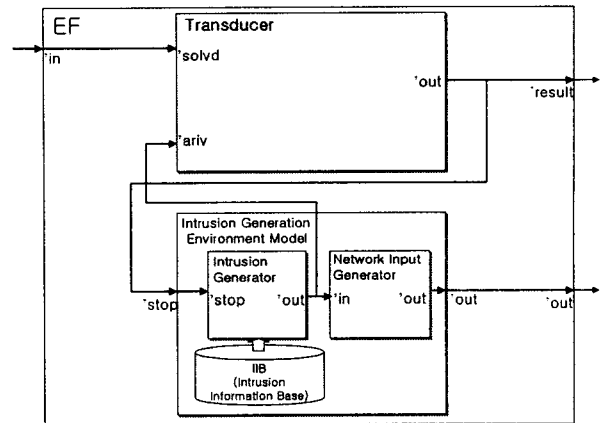 EF
Transducer
'in
'solvd
'out
'result
'ariv
Intrusion Generation
Environment Model
Intrusion
Generator
Network Input
Generator
'stop
'stop
'out
'in
'out
'out
'out
IIB
(Intrusion
Information Base)